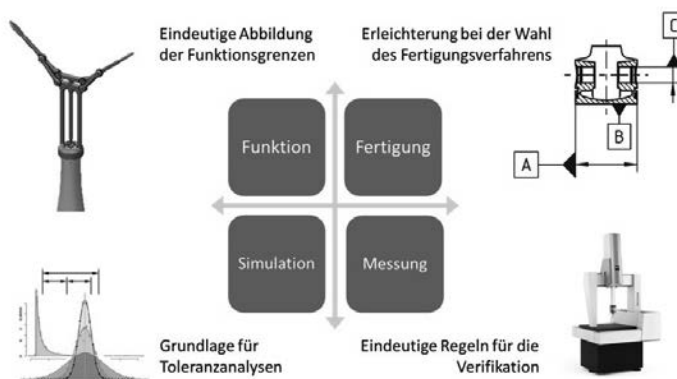 Eindeutige Abbildung
der Funktionsgrenzen
Erleichterung bei der Wahl
des Fertigungsverfahrens
C
B
A
Funktion
Fertigung
Simulation
Messung
Grundlage für
Toleranzanalysen
Eindeutige Regeln für die
Verifikation